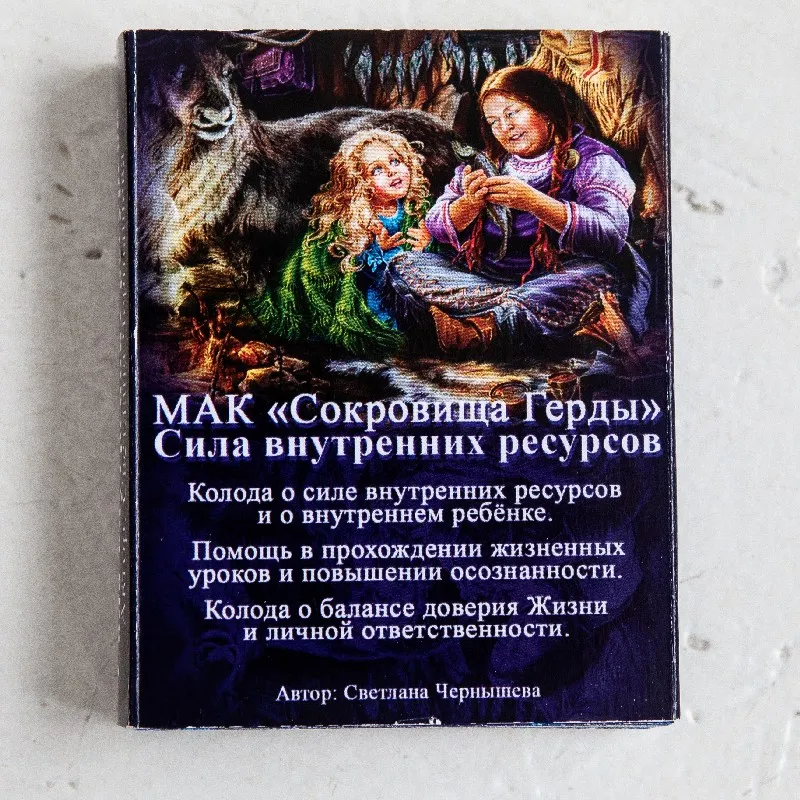 МАК «Сокровища Герды»
Сила внутренних ресурсов
Колода о силе внутренних ресурсов
и о внутреннем ребёнке.
Помощь в прохождении жизненных
уроков и повышении осознанности.
Колода о балансе доверия Жизни
и личной ответственности.
Автор: Светлана Чернышева